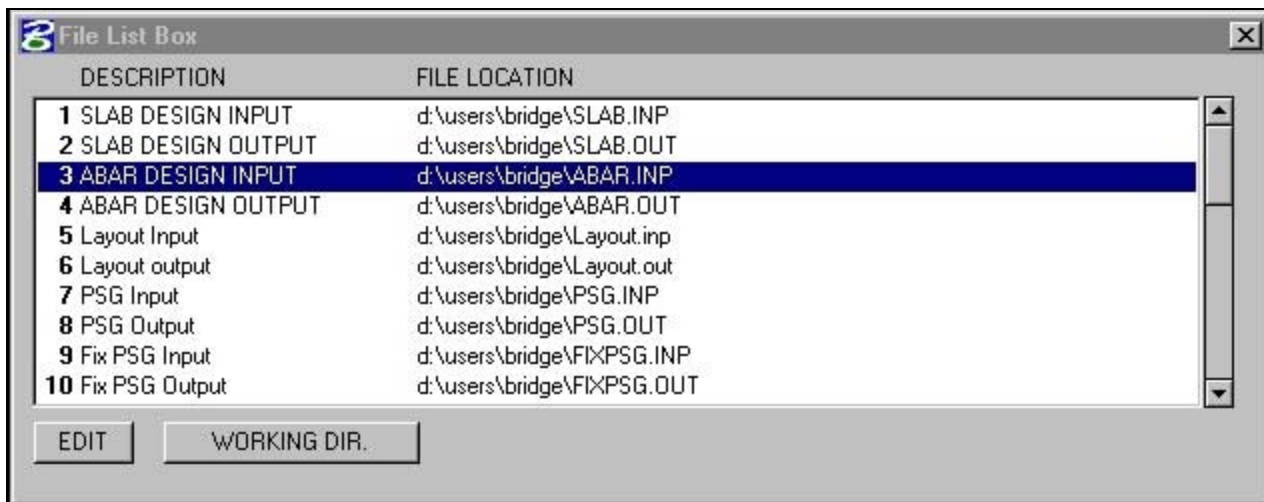 File List Box
DESCRIPTION FILE LOCATION
1 SLAB DESIGN INPUT d:\users\bridge\SLAB.INP
2 SLAB DESIGN OUTPUT d:\users\bridge\SLAB.OUT
3 ABAR DESIGN INPUT d:\users\bridge\ABAR.INP
4 ABAR DESIGN OUTPUT d:\users\bridge\ABAR.OUT
5 Layout Input d:\users\bridge\Layout.inp
6 Layout output d:\users\bridge\Layout.out
7 PSG Input d:\users\bridge\PSG.INP
8 PSG Output d:\users\bridge\PSG.OUT
9 Fix PSG Input d:\users\bridge\FIXPSG.INP
10 Fix PSG Output d:\users\bridge\FIXPSG.OUT
EDIT WORKING DIR.